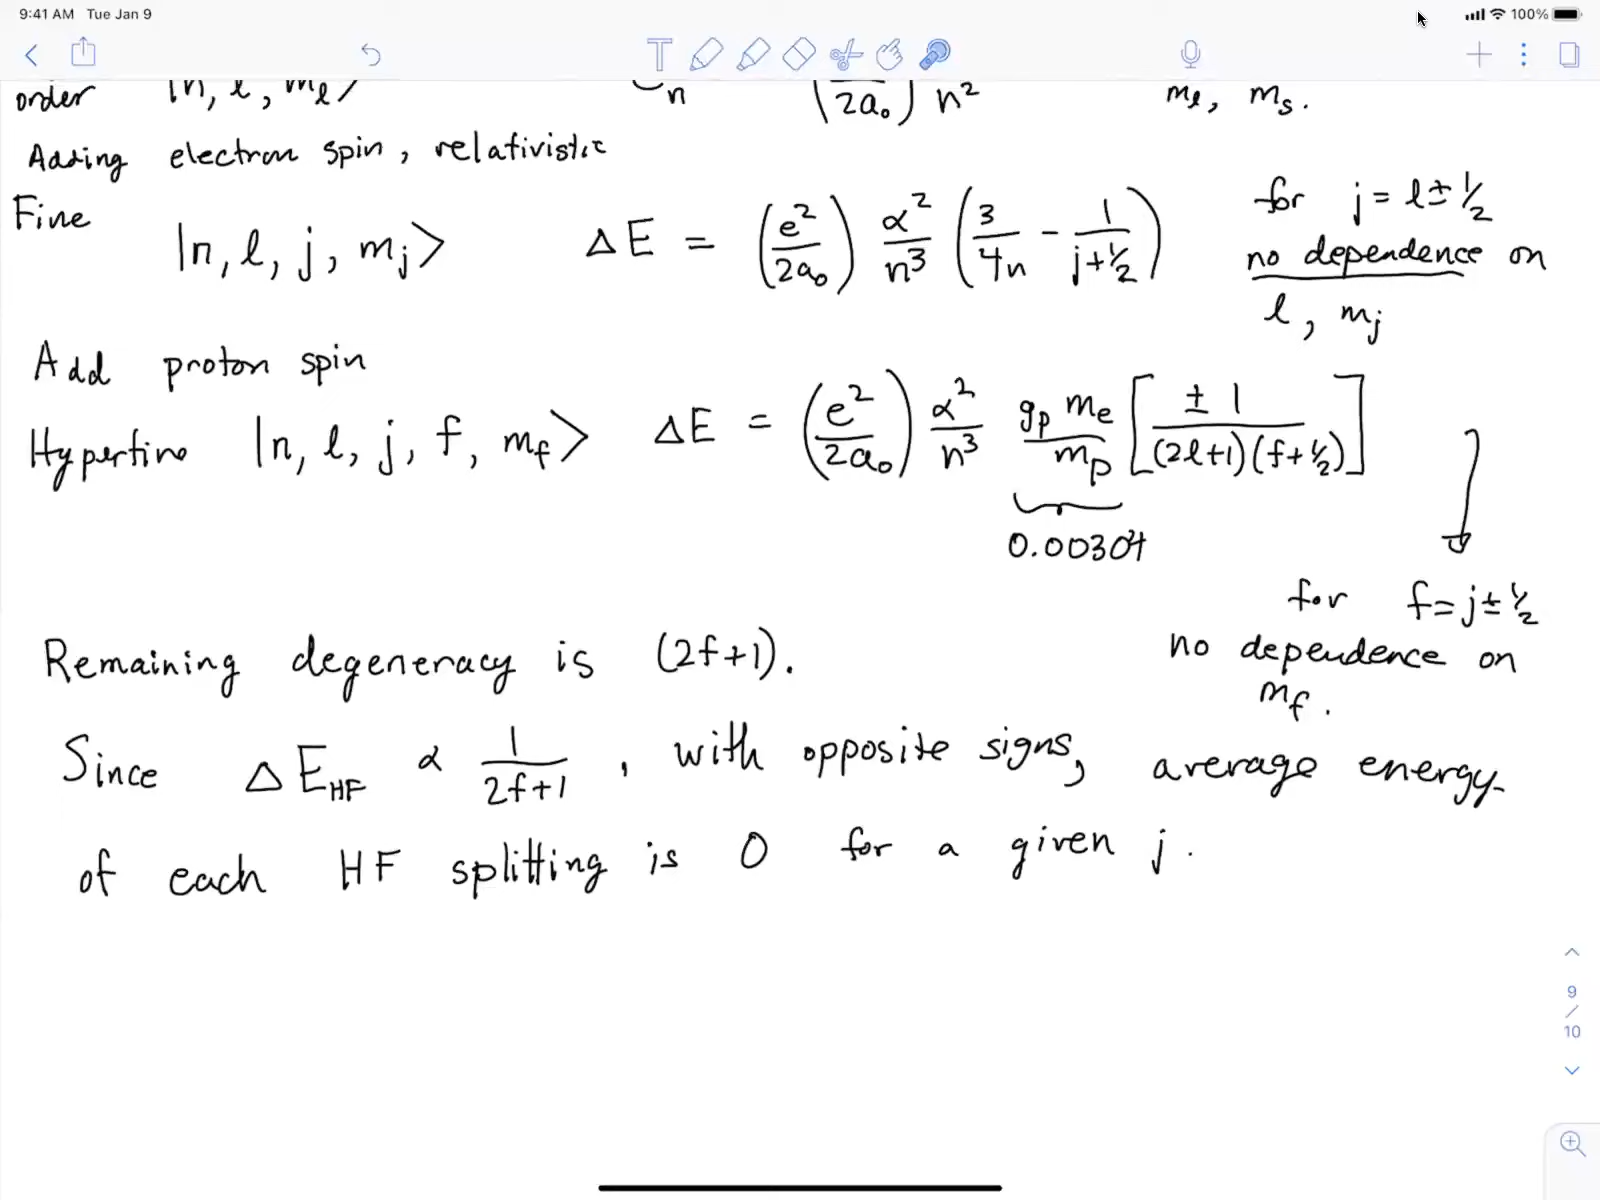 9:41 AM Tue Jan 9
100%
T
order |n, ℓ, mℓ⟩ n (2a₀) n² mℓ, ms.
Adding electron spin, relativistic
Fine |n, ℓ, j, mj⟩ ΔE = (e²/2a₀) α²/n³ (3/4n - 1/j+½) for j = ℓ±½
no dependence on
ℓ, mj
Add proton spin
Hyperfine |n, ℓ, j, f, mf⟩ ΔE = (e²/2a₀) α²/n³ gp me/mp [±1/(2ℓ+1)(f+½)]
0.00304
for f=j±½
no dependence on
mf.
Remaining degeneracy is (2f+1).
Since ΔE_HF ∝ 1/2f+1, with opposite signs, average energy
of each HF splitting is 0 for a given j.
9
/
10